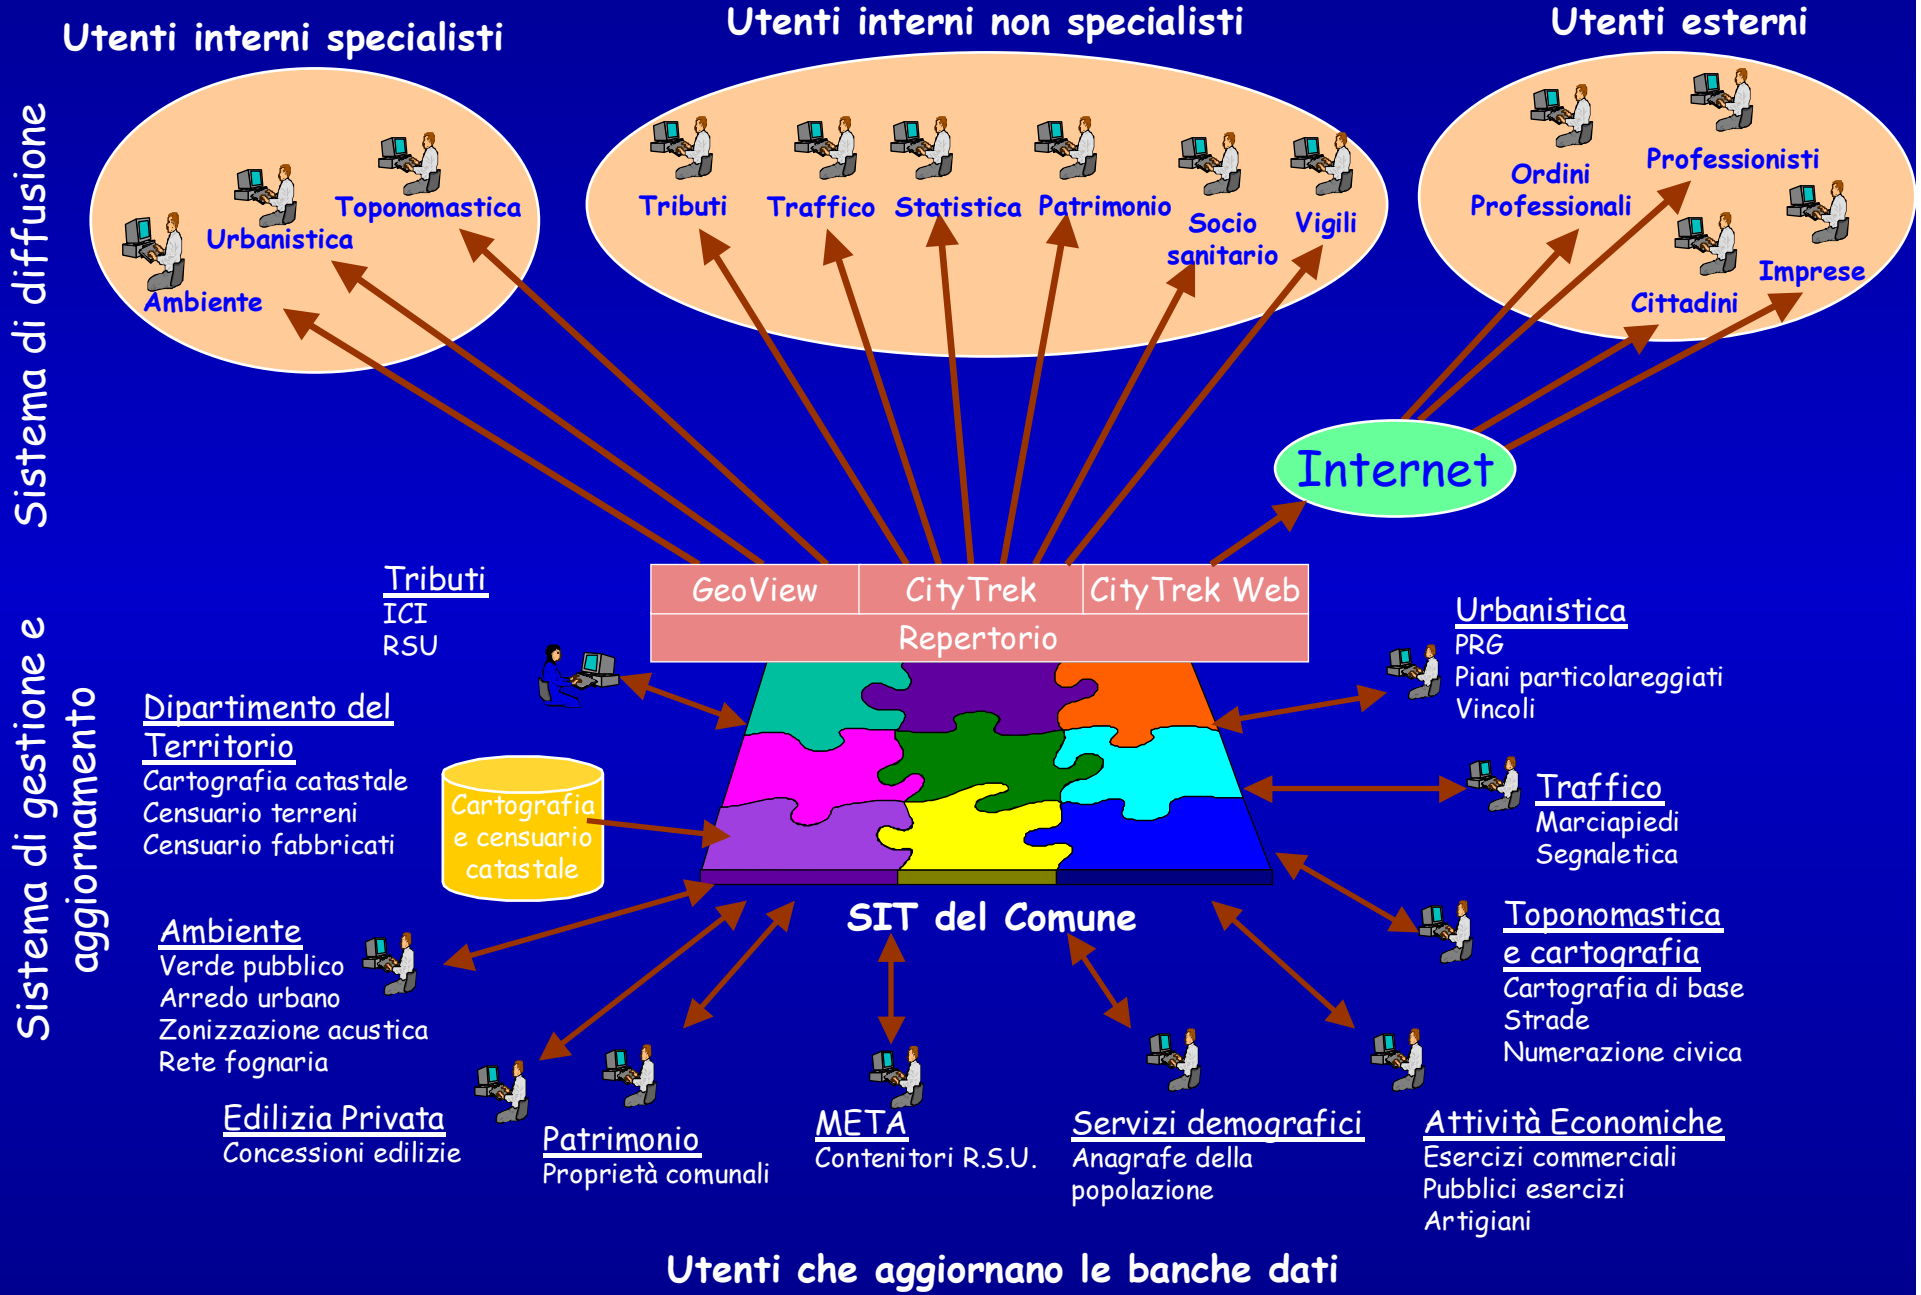 Utenti interni specialisti
Utenti interni non specialisti
Utenti esterni
Sistema di diffusione
Toponomastica
Urbanistica
Ambiente
Tributi
Traffico
Statistica
Patrimonio
Socio
sanitario
Vigili
Ordini
Professionali
Professionisti
Cittadini
Imprese
Internet
GeoView
CityTrek
CityTrek Web
Repertorio
Sistema di gestione e
aggiornamento
Tributi
ICI
RSU
Dipartimento del
Territorio
Cartografia catastale
Censuario terreni
Censuario fabbricati
Cartografia
e censuario
catastale
Urbanistica
PRG
Piani particolareggiati
Vincoli
Traffico
Marciapiedi
Segnaletica
SIT del Comune
Ambiente
Verde pubblico
Arredo urbano
Zonizzazione acustica
Rete fognaria
Toponomastica
e cartografia
Cartografia di base
Strade
Numerazione civica
Edilizia Privata
Concessioni edilizie
Patrimonio
Proprietà comunali
META
Contenitori R.S.U.
Servizi demografici
Anagrafe della
popolazione
Attività Economiche
Esercizi commerciali
Pubblici esercizi
Artigiani
Utenti che aggiornano le banche dati